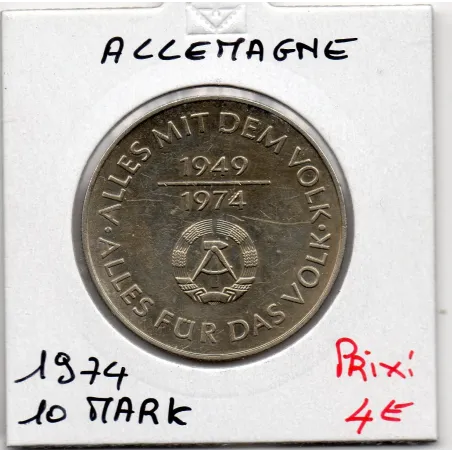 ALLEMAGNE
· ALLES MIT DEM VOLK ·
1949
1974
ALLES FÜR DAS VOLK
1974
10 MARK
Prix:
4€